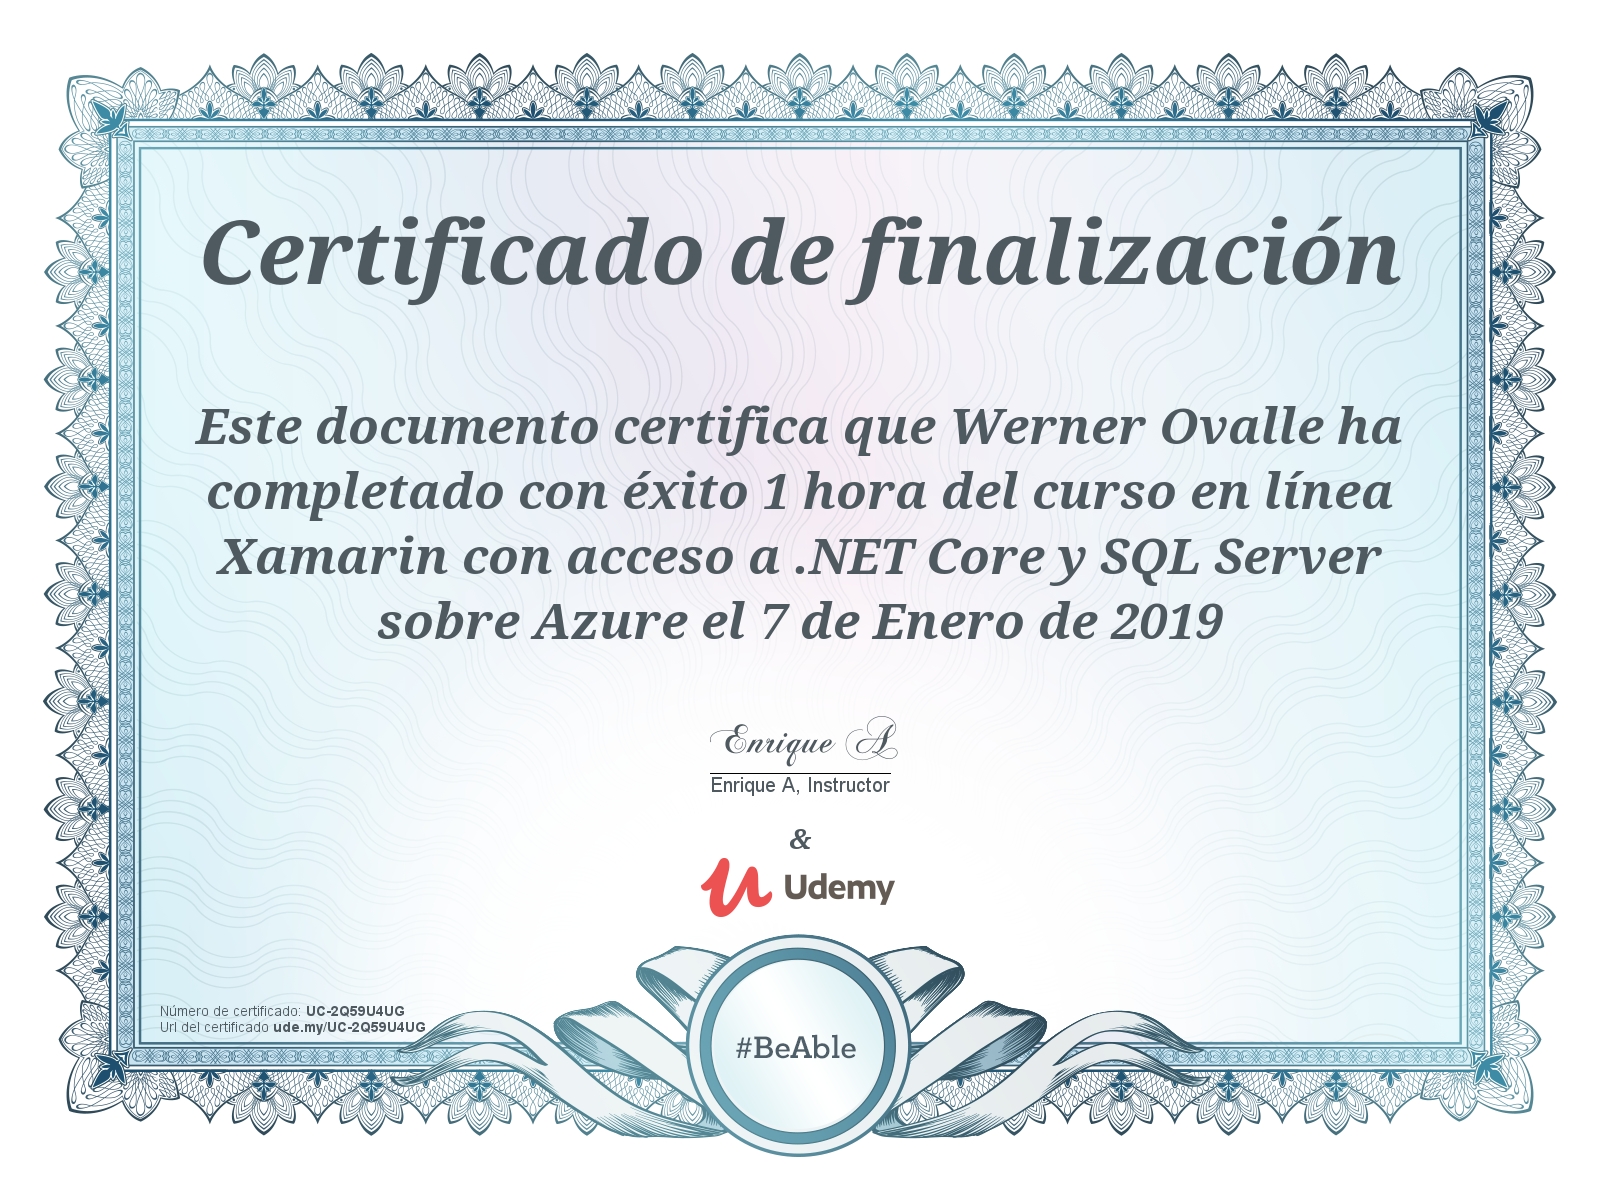 Certificado de finalización
Este documento certifica que Werner Ovalle ha
completado con éxito 1 hora del curso en línea
Xamarin con acceso a .NET Core y SQL Server
sobre Azure el 7 de Enero de 2019
Enrique A
Enrique A, Instructor
&
Udemy
#BeAble
Número de certificado: UC-2Q59U4UG
Url del certificado ude.my/UC-2Q59U4UG